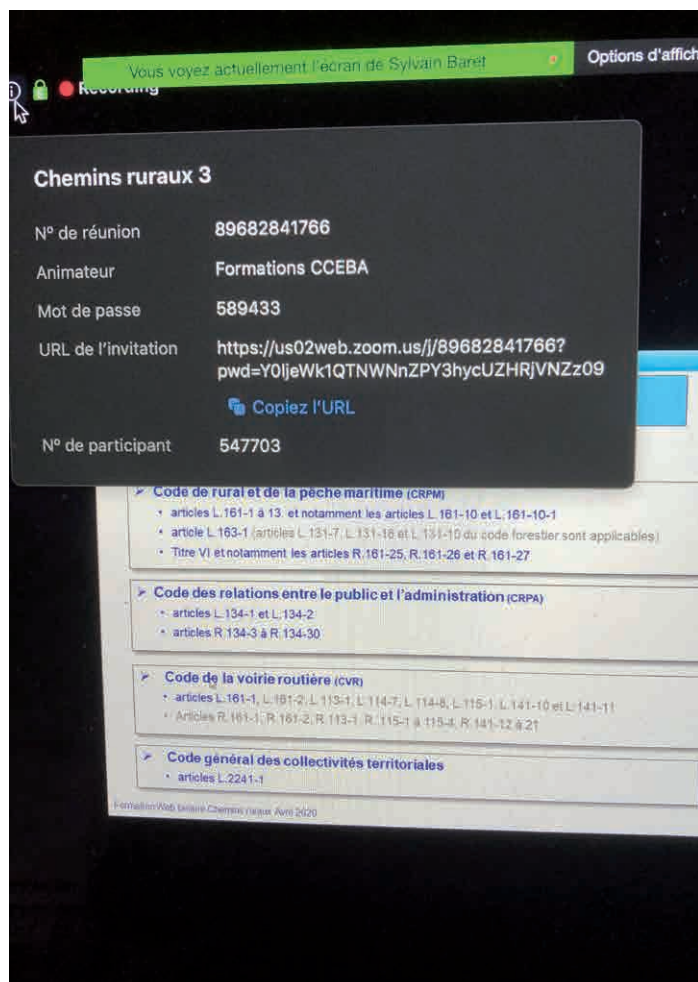 Vous voyez actuellement l'écran de Sylvain Baret
Options d'affich
Recording
Chemins ruraux 3
Nº de réunion 89682841766
Animateur Formations CCEBA
Mot de passe 589433
URL de l'invitation https://us02web.zoom.us/j/89682841766?
pwd=Y0ljeWk1QTNWNnZPY3hycUZHRjVNZz09
Copiez l'URL
Nº de participant 547703
➢ Code de rural et de la pêche maritime (CRPM)
• articles L.161-1 à 13 et notamment les articles L.161-10 et L.161-10-1
• article L 163-1 (articles L 131-7, L 131-16 et L 131-10 du code forestier sont applicables)
• Titre VI et notamment les articles R.161-25, R.161-26 et R.161-27
➢ Code des relations entre le public et l'administration (CRPA)
• articles L.134-1 et L.134-2
• articles R.134-3 à R.134-30
➢ Code de la voirie routière (CVR)
• articles L.161-1, L.161-2, L.113-1, L.114-7, L.114-8, L.115-1, L.141-10 et L.141-11
• Articles R.161-1, R.161-2, R.113-1, R.115-1 à 115-4, R.141-12 à 21
➢ Code général des collectivités territoriales
• articles L.2241-1
Formation Web Chemins ruraux Avril 2020